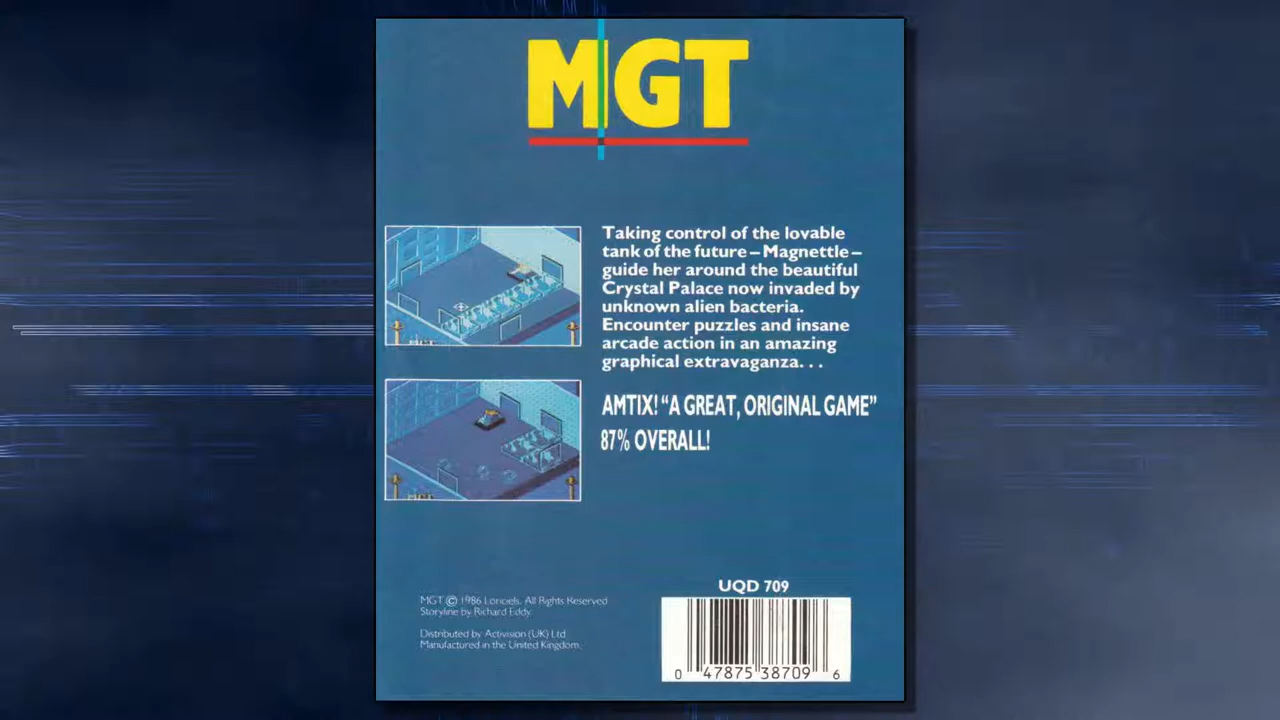 MGT
Taking control of the lovable
tank of the future – Magnettle –
guide her around the beautiful
Crystal Palace now invaded by
unknown alien bacteria.
Encounter puzzles and insane
arcade action in an amazing
graphical extravaganza. . .
AMTIX! “A GREAT, ORIGINAL GAME”
87% OVERALL!
MGT © 1986 Loriciels. All Rights Reserved
Storyline by Richard Eddy.
Distributed by Activision (UK) Ltd
Manufactured in the United Kingdom.
UQD 709
0 47875 38709 6